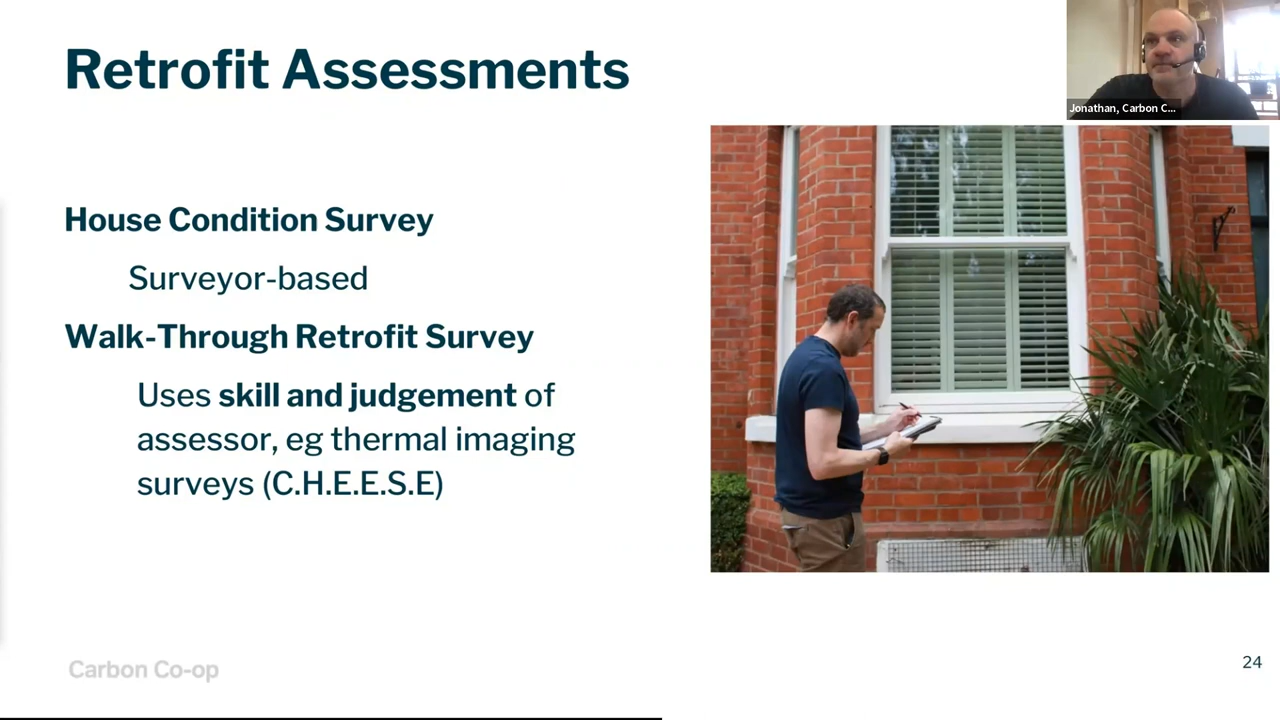 Retrofit Assessments
Jonathan, Carbon C...
House Condition Survey
Surveyor-based
Walk-Through Retrofit Survey
Uses skill and judgement of
assessor, eg thermal imaging
surveys (C.H.E.E.S.E)
Carbon Co-op
24